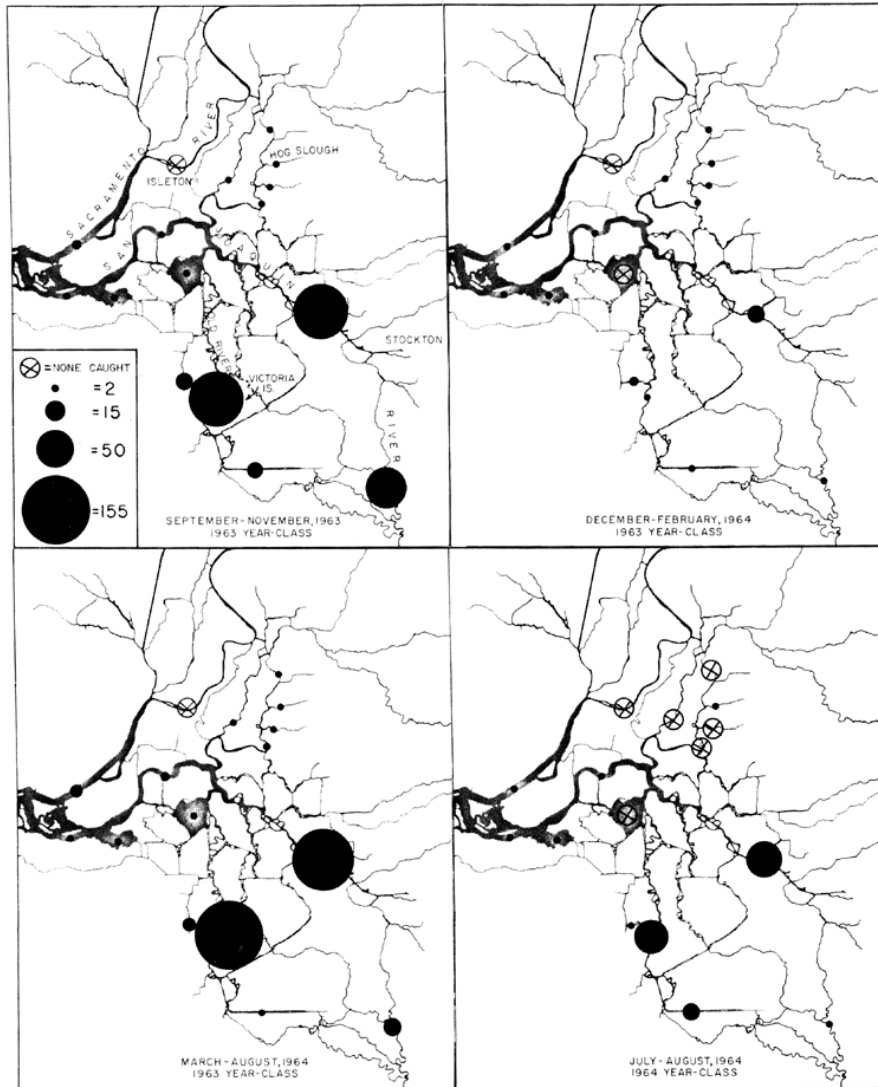 SACRAMENTO
RIVER
HOG SLOUGH
ISLETON
SAN JOAQUIN
STOCKTON
OLD RIVER
VICTORIA
IS.
RIVER
=NONE CAUGHT
=2
=15
=50
=155
SEPTEMBER-NOVEMBER, 1963
1963 YEAR-CLASS
DECEMBER-FEBRUARY, 1964
1963 YEAR-CLASS
MARCH-AUGUST, 1964
1963 YEAR-CLASS
JULY-AUGUST, 1964
1964 YEAR-CLASS